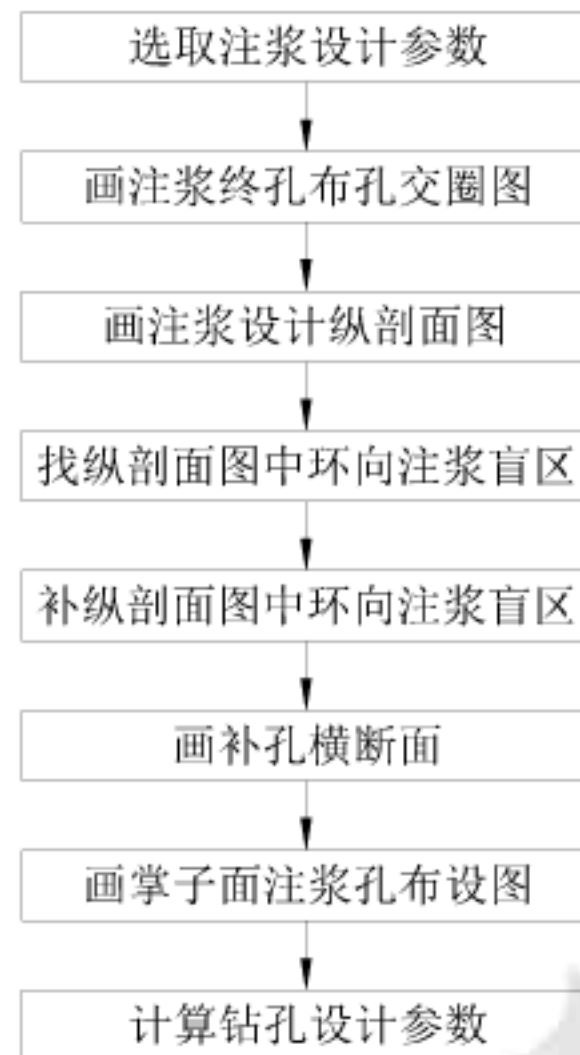 选取注浆设计参数
画注浆终孔布孔交圈图
画注浆设计纵剖面图
找纵剖面图中环向注浆盲区
补纵剖面图中环向注浆盲区
画补孔横断面
画掌子面注浆孔布设图
计算钻孔设计参数